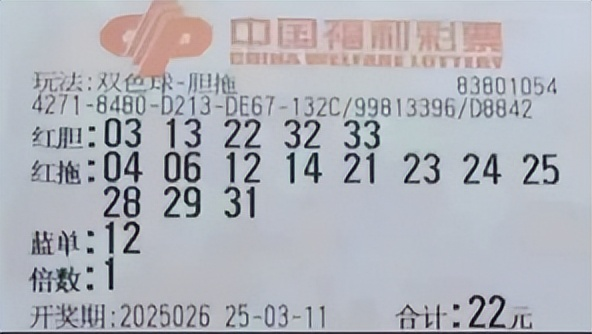 中国福利彩票
CHINA WELFARE LOTTERY
玩法:双色球-胆拖 83801054
4271-8480-D213-DE67-132C/99813396/D8842
红胆:03 13 22 32 33
红拖:04 06 12 14 21 23 24 25
28 29 31
蓝单:12
倍数:1
开奖期:2025026 25-03-11 合计:22元